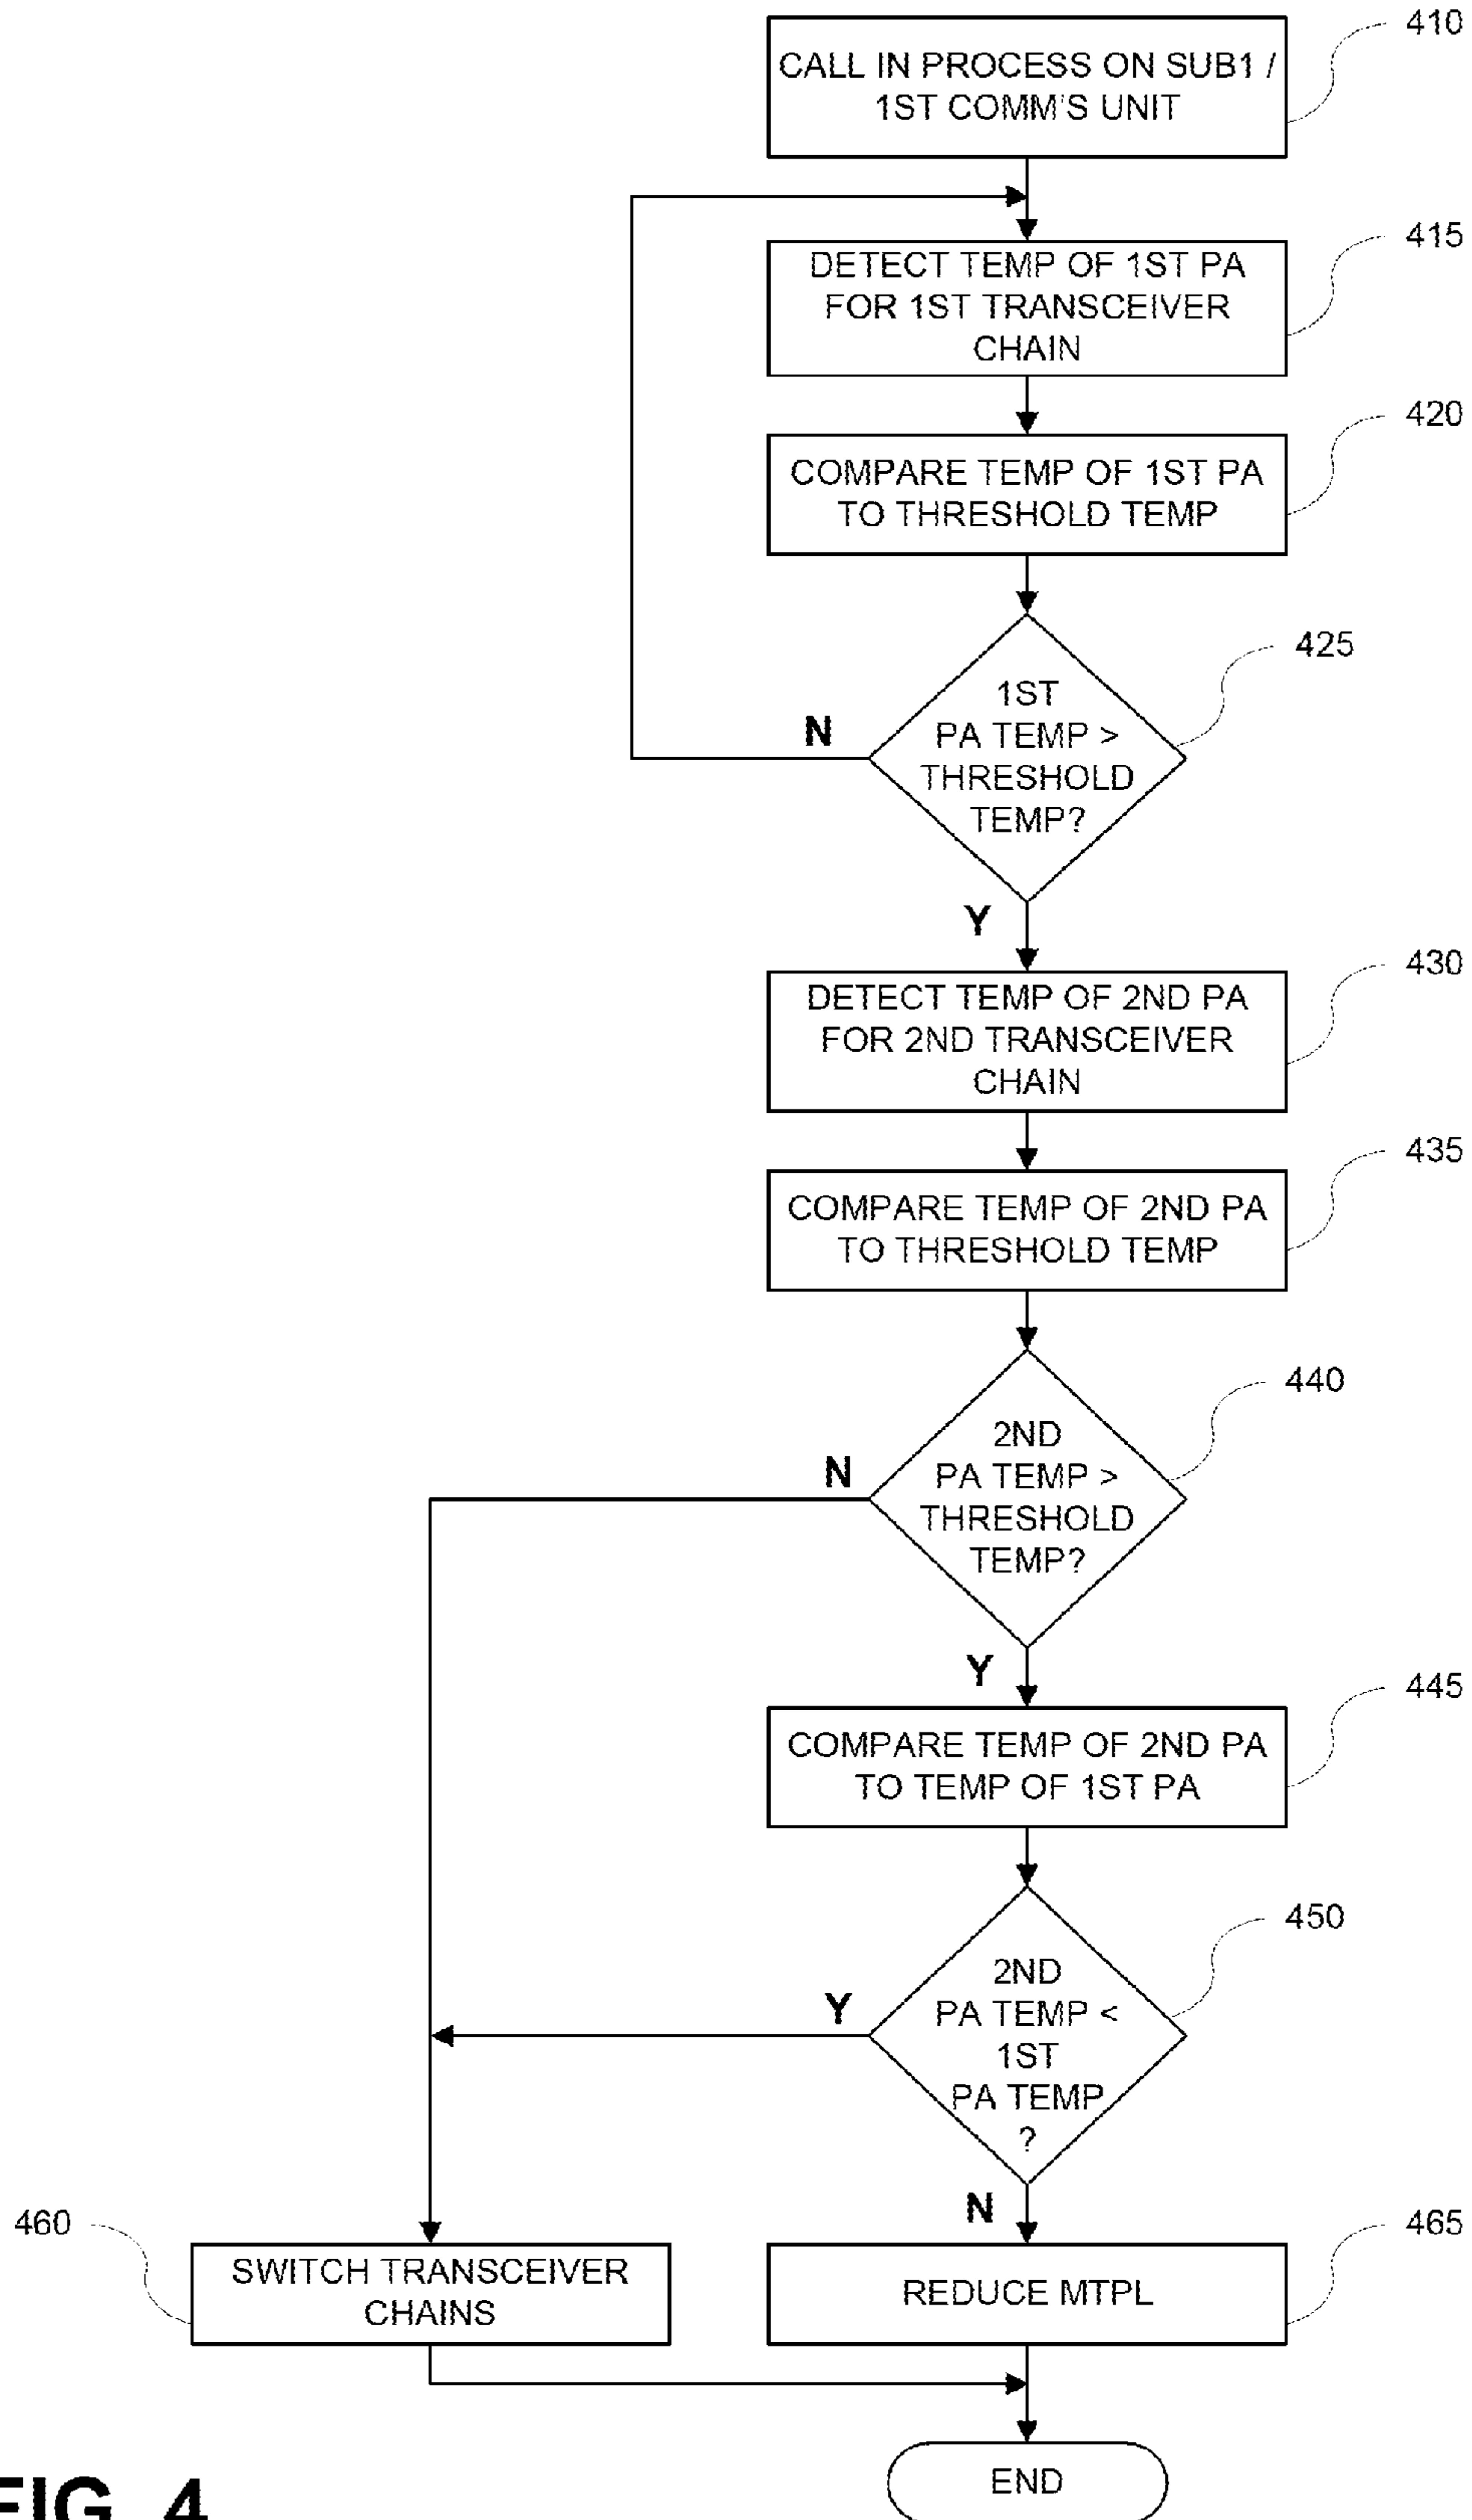 410
CALL IN PROCESS ON SUB1 /
1ST COMM'S UNIT
415
DETECT TEMP OF 1ST PA
FOR 1ST TRANSCEIVER
CHAIN
420
COMPARE TEMP OF 1ST PA
TO THRESHOLD TEMP
425
1ST
PA TEMP >
THRESHOLD
TEMP?
N
Y
430
DETECT TEMP OF 2ND PA
FOR 2ND TRANSCEIVER
CHAIN
435
COMPARE TEMP OF 2ND PA
TO THRESHOLD TEMP
440
2ND
PA TEMP >
THRESHOLD
TEMP?
N
Y
445
COMPARE TEMP OF 2ND PA
TO TEMP OF 1ST PA
450
2ND
PA TEMP <
1ST
PA TEMP
?
Y
N
460
SWITCH TRANSCEIVER
CHAINS
465
REDUCE MTPL
END
FIG. 4